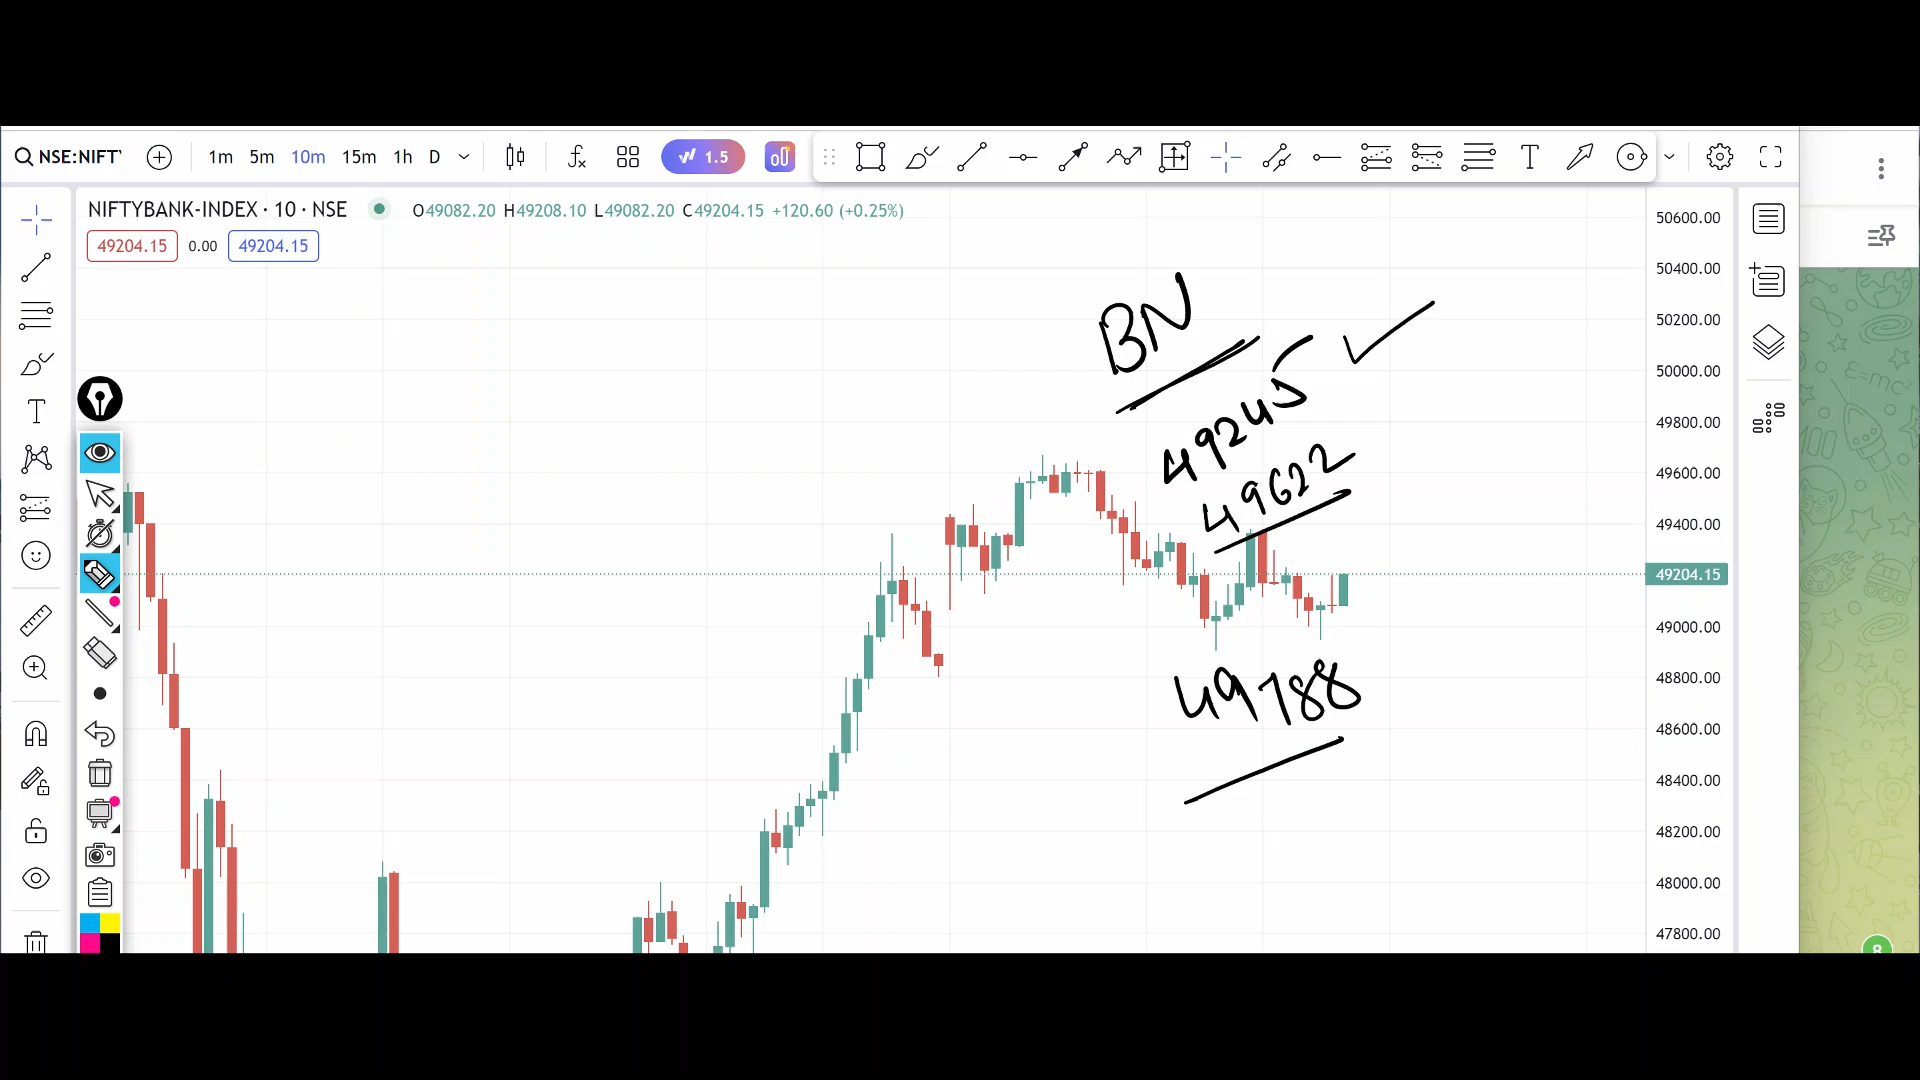 NSE:NIFT
1m 5m 10m 15m 1h D
1.5
T
NIFTYBANK-INDEX · 10 · NSE
O49082.20 H49208.10 L49082.20 C49204.15 +120.60 (+0.25%)
49204.15 0.00 49204.15
BN
49245
49622
49788
50600.00
50400.00
50200.00
50000.00
49800.00
49600.00
49400.00
49204.15
49000.00
48800.00
48600.00
48400.00
48200.00
48000.00
47800.00
T
8